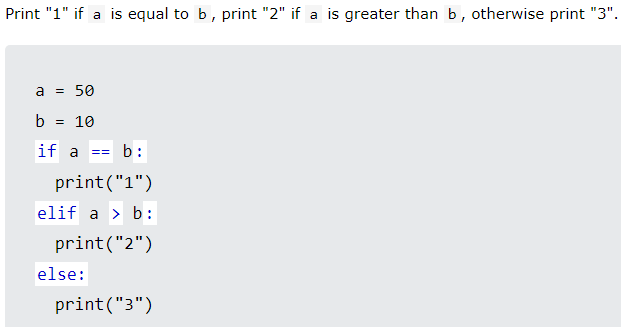 Print "1" if a is equal to b, print "2" if a is greater than b, otherwise print "3".
a = 50
b = 10
if a == b:
  print("1")
elif a > b:
  print("2")
else:
  print("3")